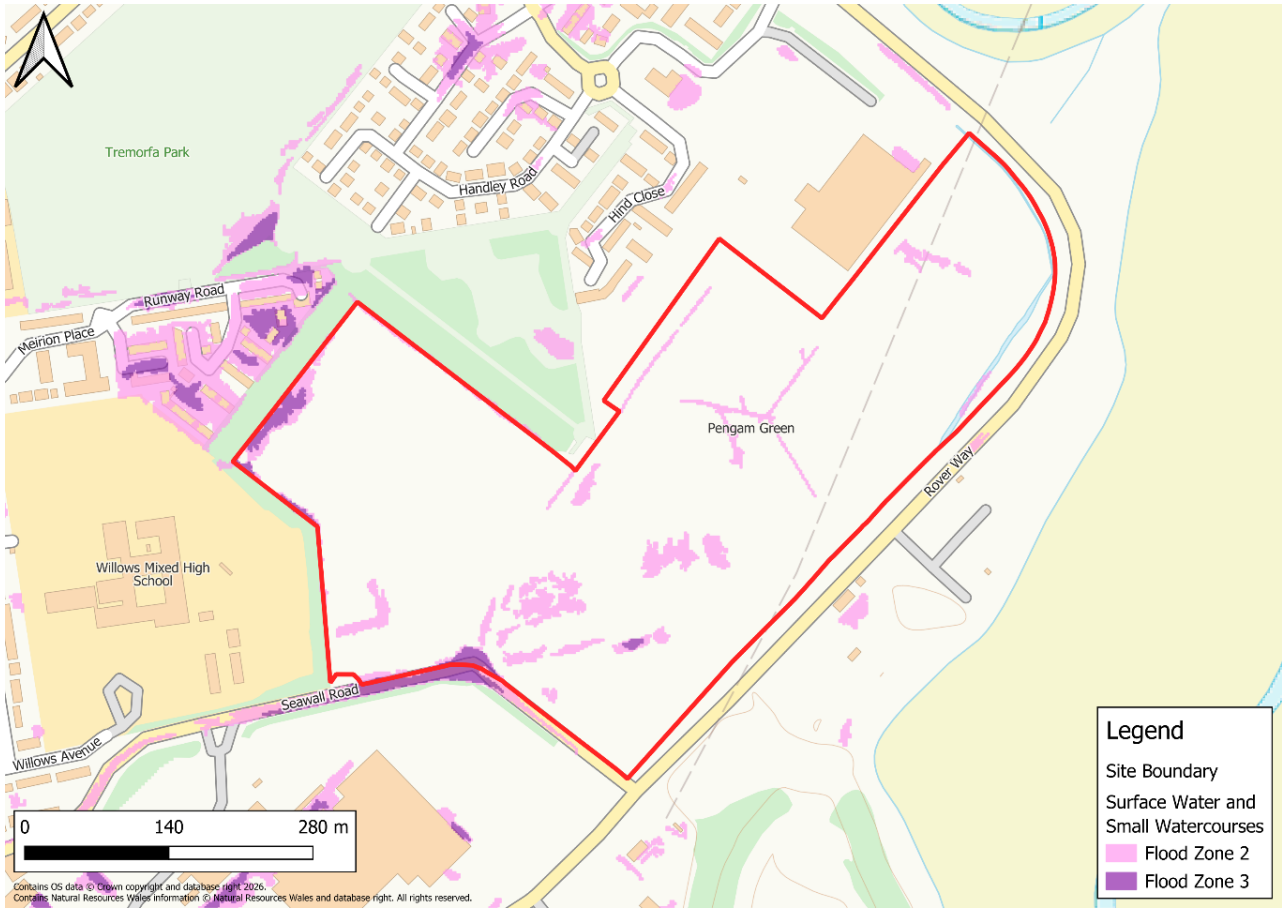 Tremorfa Park
Handley Road
Hind Close
Runway Road
Meirion Place
Pengam Green
Rover Way
Willows Mixed High
School
Seawall Road
Willows Avenue
0 140 280 m
Contains OS data © Crown copyright and database right 2026.
Contains Natural Resources Wales information © Natural Resources Wales and database right. All rights reserved.
Legend
Site Boundary
Surface Water and
Small Watercourses
Flood Zone 2
Flood Zone 3